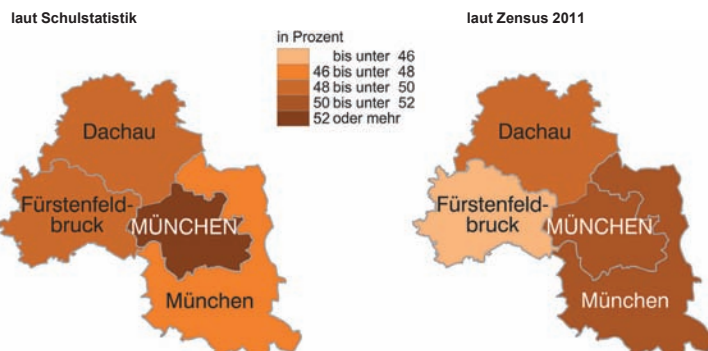 laut Schulstatistik
laut Zensus 2011
in Prozent
bis unter 46
46 bis unter 48
48 bis unter 50
50 bis unter 52
52 oder mehr
Dachau
Fürstenfeld-
bruck
MÜNCHEN
München
Dachau
Fürstenfeld-
bruck
MÜNCHEN
München